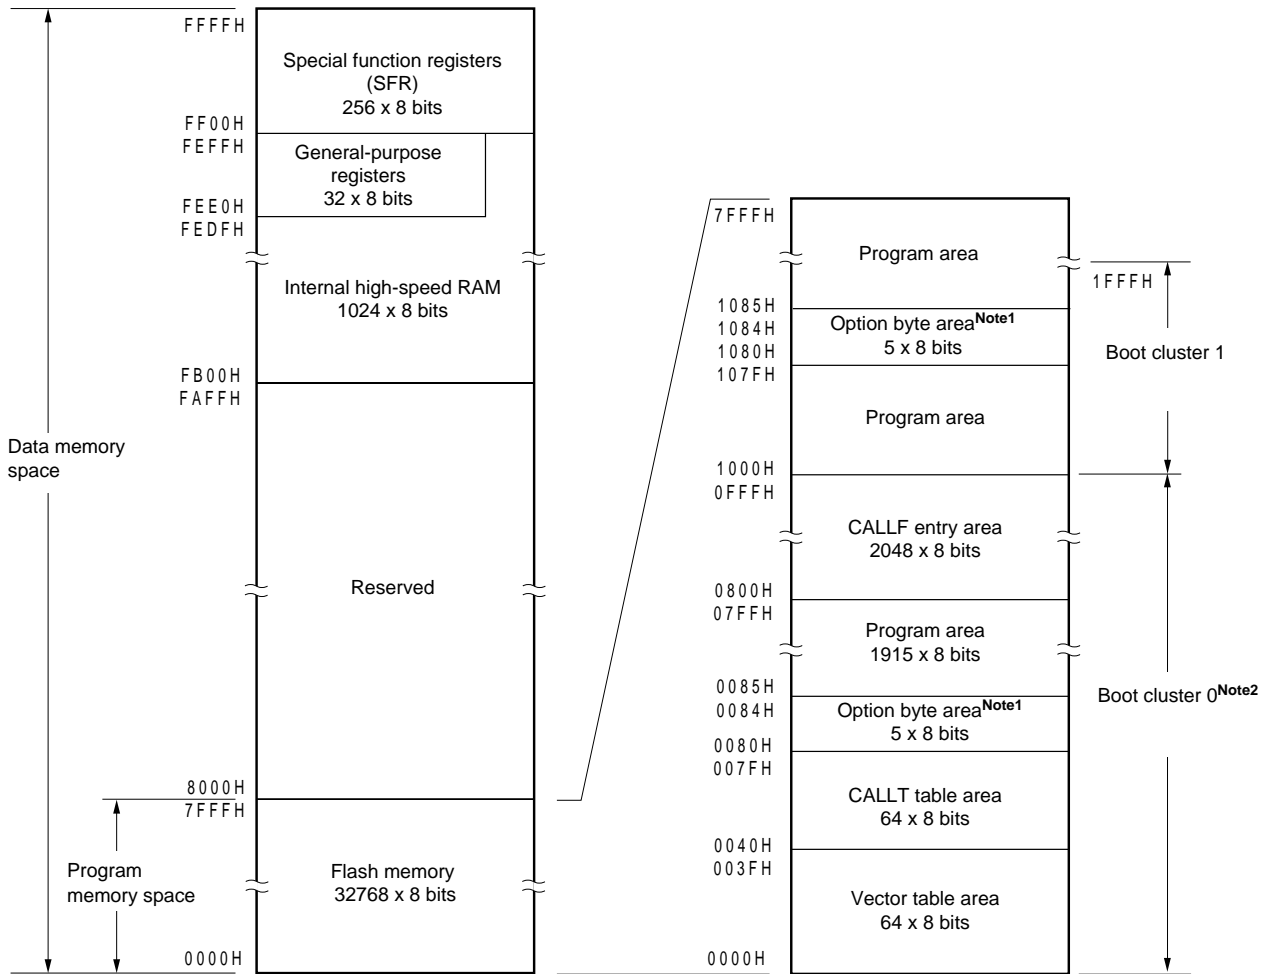 FFFFH
Special function registers
(SFR)
256 x 8 bits
FF00H
FEFFH
General-purpose
registers
32 x 8 bits
FEE0H
FEDFH
Internal high-speed RAM
1024 x 8 bits
FB00H
FAFFH
Data memory
space
Reserved
8000H
7FFFH
Program
memory space
Flash memory
32768 x 8 bits
0000H
7FFFH
Program area
1FFFH
1085H
1084H
Option byte areaNote1
5 x 8 bits
1080H
107FH
Boot cluster 1
Program area
1000H
0FFFH
CALLF entry area
2048 x 8 bits
0800H
07FFH
Program area
1915 x 8 bits
0085H
0084H
Option byte areaNote1
5 x 8 bits
Boot cluster 0Note2
0080H
007FH
CALLT table area
64 x 8 bits
0040H
003FH
Vector table area
64 x 8 bits
0000H